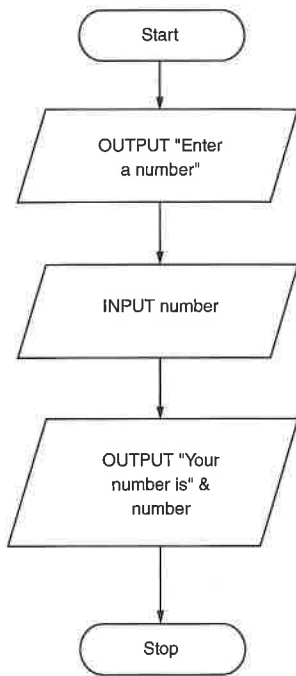 Start
OUTPUT "Enter
a number"
INPUT number
OUTPUT "Your
number is" &
number
Stop